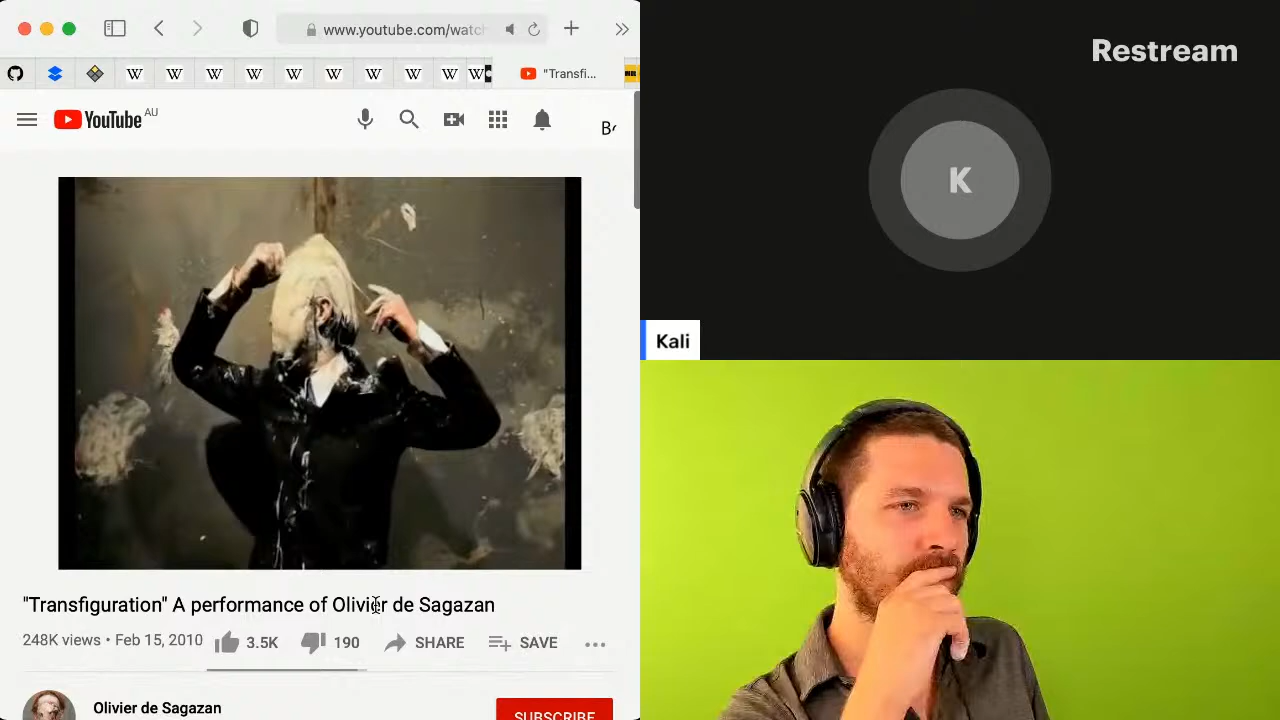 www.youtube.com/watch
"Transfi...
YouTube AU
"Transfiguration" A performance of Olivier de Sagazan
248K views • Feb 15, 2010
3.5K
190
SHARE
SAVE
Olivier de Sagazan
SUBSCRIBE
Restream
K
Kali